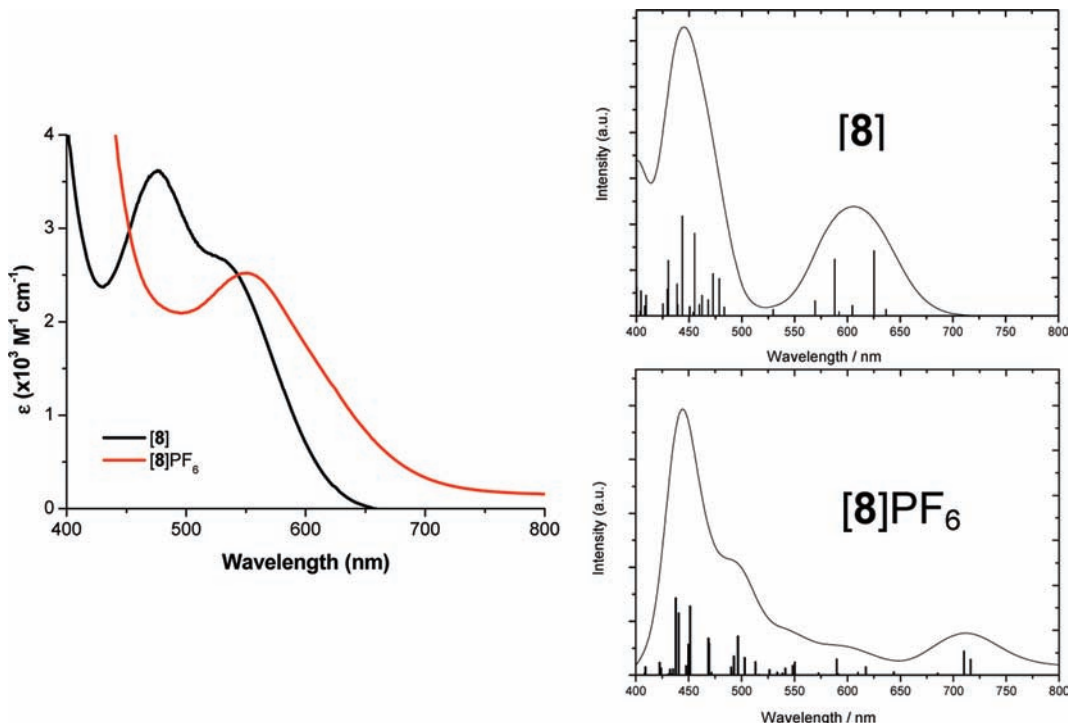 4
3
2
1
0
ε (x10³ M⁻¹ cm⁻¹)
[8]
[8]PF₆
400 500 600 700 800
Wavelength (nm)
[8]
Intensity (a.u.)
400 450 500 550 600 650 700 750 800
Wavelength / nm
[8]PF₆
Intensity (a.u.)
400 450 500 550 600 650 700 750 800
Wavelength / nm